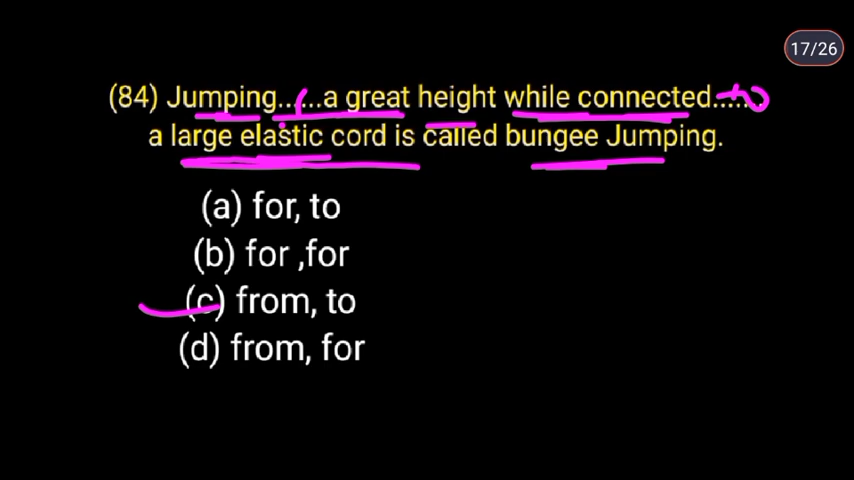 17/26
(84) Jumping......a great height while connected.......to
a large elastic cord is called bungee Jumping.
(a) for, to
(b) for ,for
(c) from, to
(d) from, for